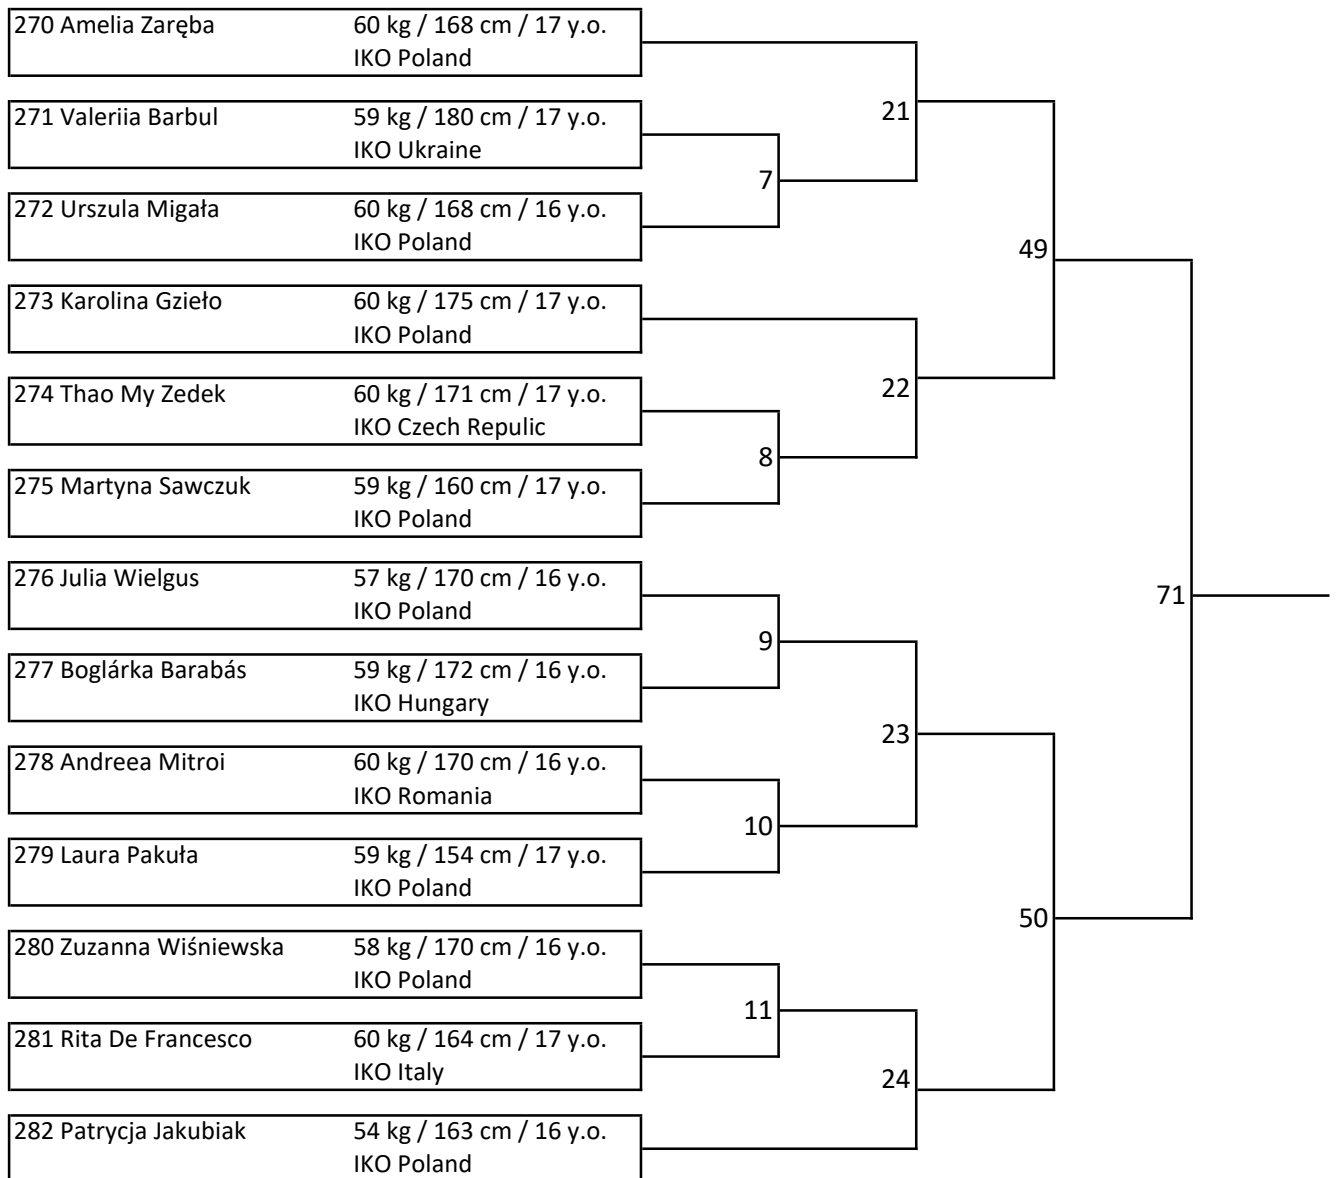 270 Amelia Zaręba 60 kg / 168 cm / 17 y.o.
IKO Poland
21
271 Valeriia Barbul 59 kg / 180 cm / 17 y.o.
IKO Ukraine
7
272 Urszula Migała 60 kg / 168 cm / 16 y.o.
IKO Poland
49
273 Karolina Gzieło 60 kg / 175 cm / 17 y.o.
IKO Poland
22
274 Thao My Zedek 60 kg / 171 cm / 17 y.o.
IKO Czech Repulic
8
275 Martyna Sawczuk 59 kg / 160 cm / 17 y.o.
IKO Poland
276 Julia Wielgus 57 kg / 170 cm / 16 y.o.
IKO Poland
71
9
277 Boglárka Barabás 59 kg / 172 cm / 16 y.o.
IKO Hungary
23
278 Andreea Mitroi 60 kg / 170 cm / 16 y.o.
IKO Romania
10
279 Laura Pakuła 59 kg / 154 cm / 17 y.o.
IKO Poland
50
280 Zuzanna Wiśniewska 58 kg / 170 cm / 16 y.o.
IKO Poland
11
281 Rita De Francesco 60 kg / 164 cm / 17 y.o.
IKO Italy
24
282 Patrycja Jakubiak 54 kg / 163 cm / 16 y.o.
IKO Poland